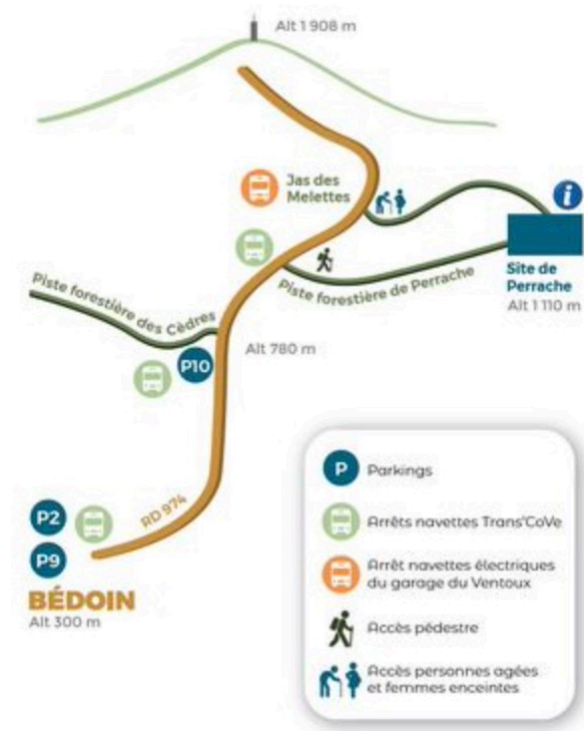 Alt 1 908 m
Jas des
Melettes
i
Piste forestière des Cèdres
Piste forestière de Perrache
Site de
Perrache
Alt 1 110 m
P10
Alt 780 m
P2
P9
RD 974
BÉDOIN
Alt 300 m
P Parkings
Arrêts navettes Trans'CoVe
Arrêt navettes électriques
du garage du Ventoux
Accès pédestre
Accès personnes agées
et femmes enceintes